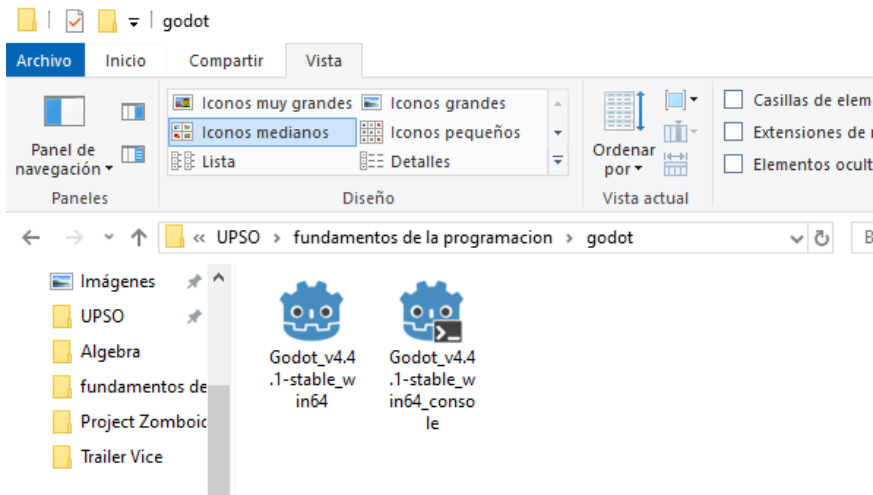 godot
Archivo Inicio Compartir Vista
Panel de navegación
Iconos muy grandes Iconos grandes
Iconos medianos Iconos pequeños
Lista Detalles
Ordenar por
Casillas de elem
Extensiones de
Elementos ocult
Paneles Diseño Vista actual
« UPSO > fundamentos de la programacion > godot
Imágenes
UPSO
Algebra
fundamentos de
Project Zomboid
Trailer Vice
Godot_v4.4
.1-stable_w
in64
Godot_v4.4
.1-stable_w
in64_conso
le